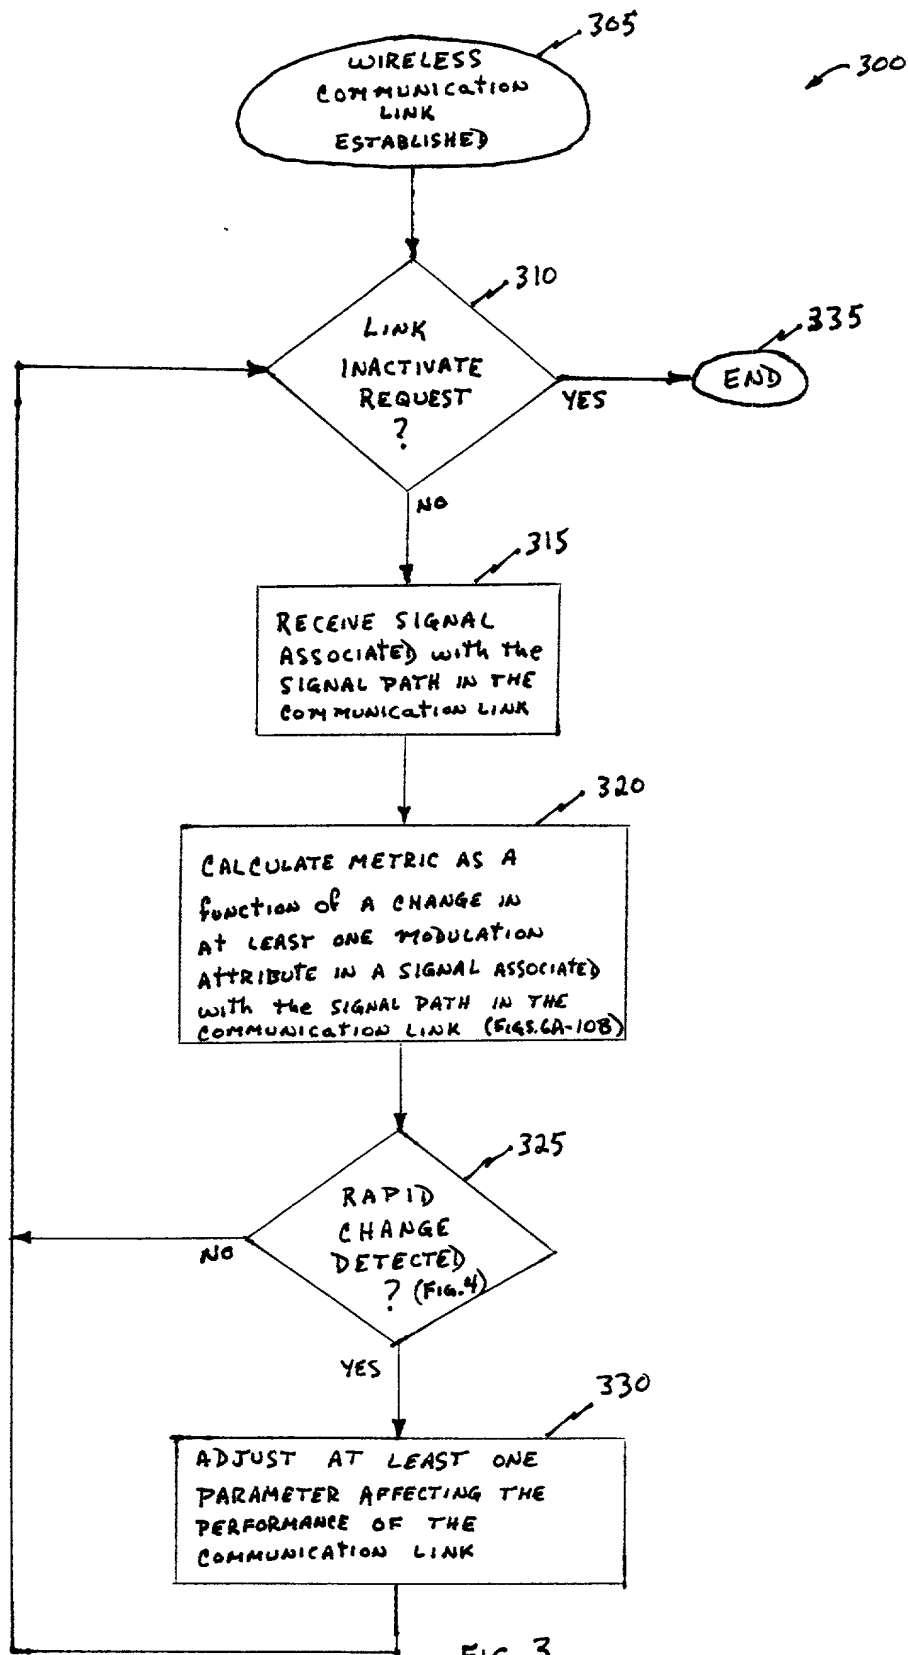 305
300
WIRELESS
COMMUNICATION
LINK
ESTABLISHED
310
LINK
INACTIVATE
REQUEST
?
335
END
YES
NO
315
RECEIVE SIGNAL
ASSOCIATED with the
SIGNAL PATH IN THE
COMMUNICATION LINK
320
CALCULATE METRIC AS A
function of A CHANGE IN
At LEAST ONE MODULATION
ATTRIBUTE IN A SIGNAL ASSOCIATED
with the SIGNAL PATH IN THE
COMMUNICATION LINK (FIGS. 6A-10B)
325
RAPID
CHANGE
DETECTED
? (FIG. 4)
NO
YES
330
ADJUST AT LEAST ONE
PARAMETER AFFECTING THE
PERFORMANCE OF THE
COMMUNICATION LINK
FIG. 3